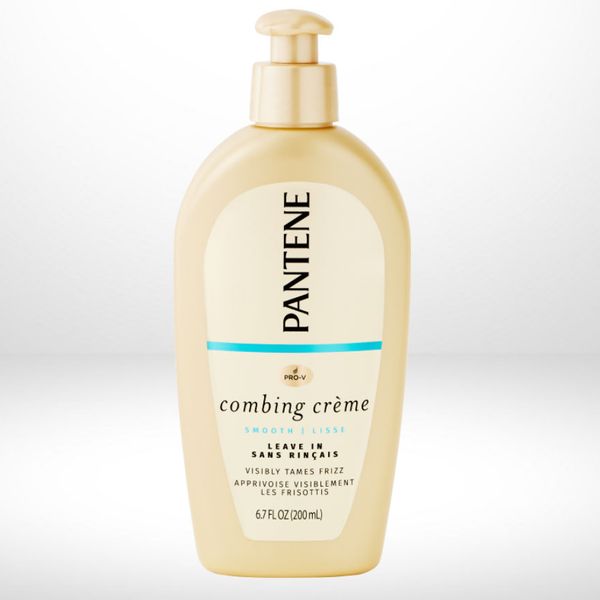 PANTENE
PRO-V
combing crème
SMOOTH | LISSE
LEAVE IN
SANS RINÇAIS
VISIBLY TAMES FRIZZ
APPRIVOISE VISIBLEMENT
LES FRISOTTIS
6.7 FL OZ (200 mL)